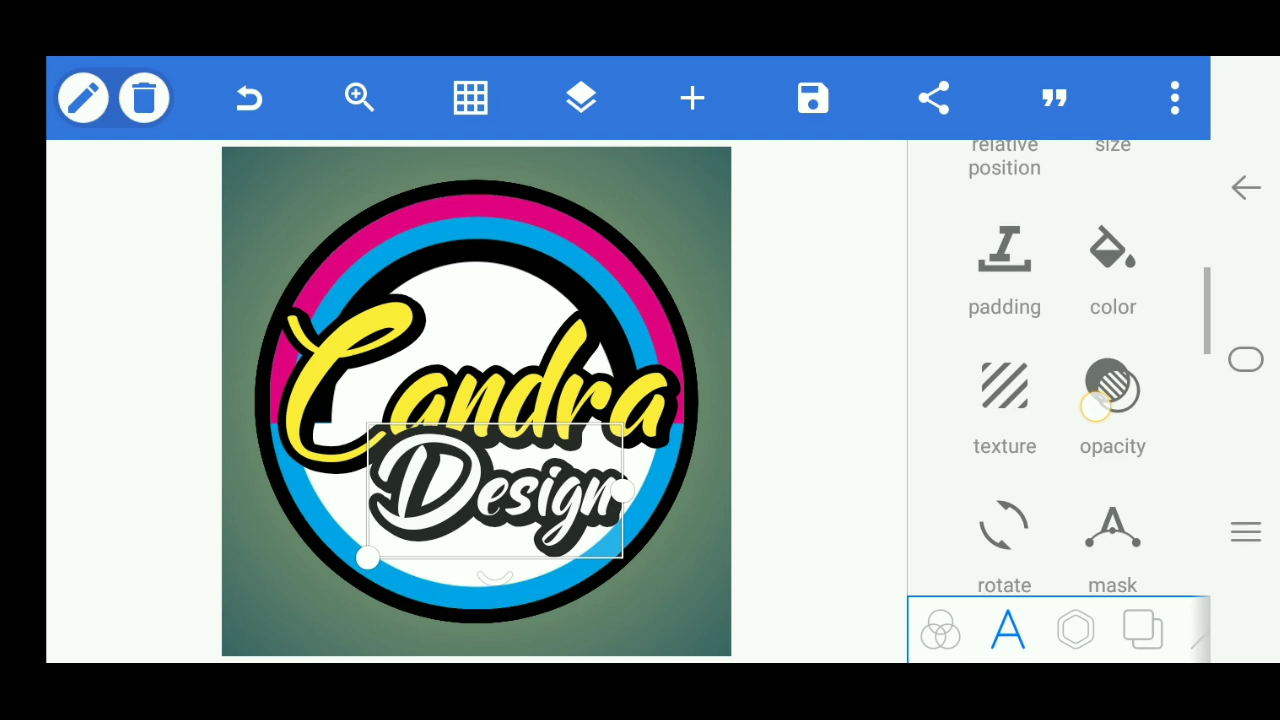 relative
position
size
padding
color
texture
opacity
rotate
mask
Candra
Design